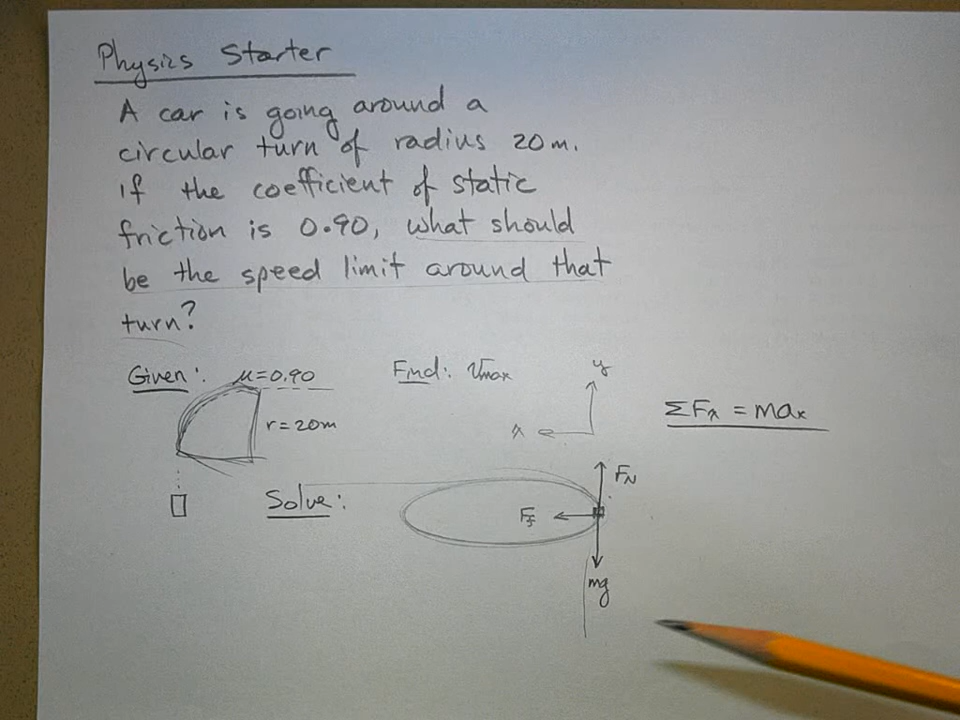 Physics Starter
A car is going around a
circular turn of radius 20m.
If the coefficient of static
friction is 0.90, what should
be the speed limit around that
turn?
Given: μ=0.90
r=20m
Find: vmax
y
x
ΣFx = max
Solve:
FN
Ff
mg